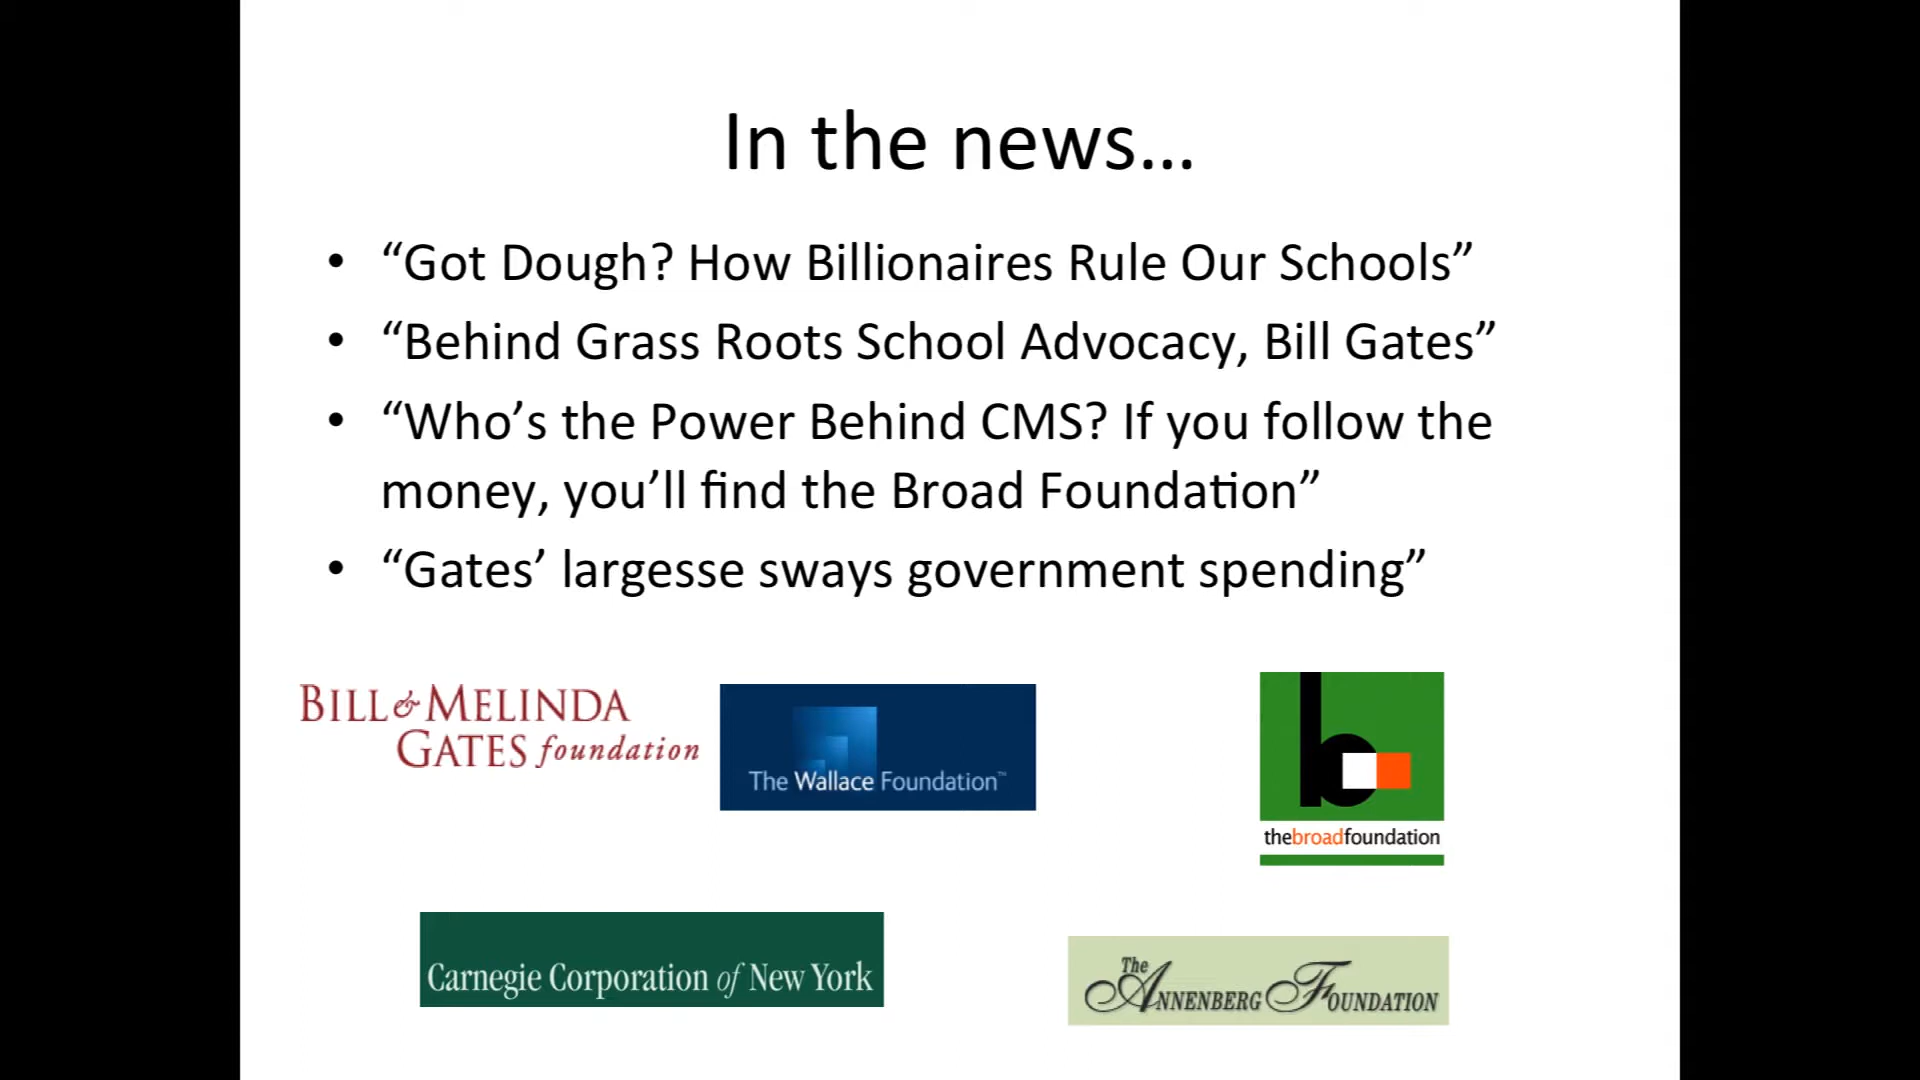 In the news…
• “Got Dough? How Billionaires Rule Our Schools”
• “Behind Grass Roots School Advocacy, Bill Gates”
• “Who’s the Power Behind CMS? If you follow the
money, you’ll find the Broad Foundation”
• “Gates’ largesse sways government spending”
BILL & MELINDA
GATES foundation
The Wallace Foundation™
b
thebroadfoundation
Carnegie Corporation of New York
The ANNENBERG FOUNDATION